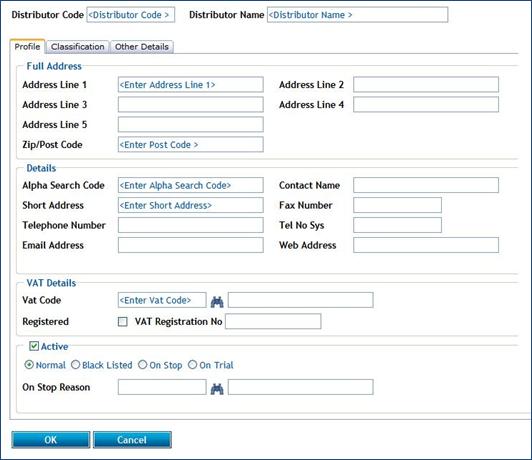 Distributor Code <Distributor Code > Distributor Name <Distributor Name >
Profile Classification Other Details
Full Address
Address Line 1 <Enter Address Line 1> Address Line 2
Address Line 3 Address Line 4
Address Line 5
Zip/Post Code <Enter Post Code >
Details
Alpha Search Code <Enter Alpha Search Code> Contact Name
Short Address <Enter Short Address> Fax Number
Telephone Number Tel No Sys
Email Address Web Address
VAT Details
Vat Code <Enter Vat Code>
Registered VAT Registration No
Active
Normal Black Listed On Stop On Trial
On Stop Reason
OK Cancel